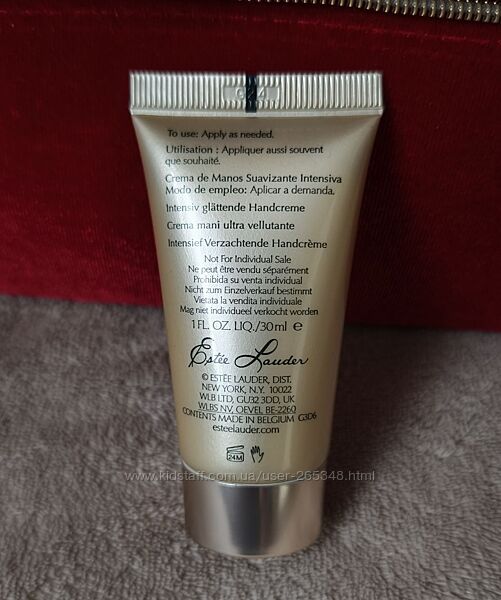 To use: Apply as needed.
Utilisation : Appliquer aussi souvent
que souhaité.
Crema de Manos Suavizante Intensiva
Modo de empleo: Aplicar a demanda.
Intensiv glättende Handcreme
Crema mani ultra vellutante
Intensief Verzachtende Handcrème
Not For Individual Sale
Ne peut être vendu séparément
Prohibida su venta individual
Nicht zum Einzelverkauf bestimmt
Vietata la vendita individuale
Mag niet individueel verkocht worden
1 FL. OZ. LIQ./30ml ℮
Estēe Lauder
© ESTĒE LAUDER, DIST.
NEW YORK, N.Y. 10022
WLB LTD, GU32 3DD, UK
WLBS NV, OEVEL BE-2260
CONTENTS MADE IN BELGIUM G3D6
esteelauder.com
24M
www.kidstaff.com.ua/user-265348.html